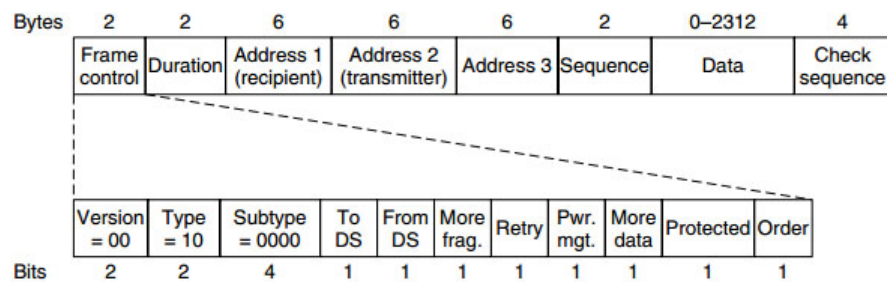 Bytes 2 2 6 6 6 2 0–2312 4
Frame control Duration Address 1 (recipient) Address 2 (transmitter) Address 3 Sequence Data Check sequence
Version = 00 Type = 10 Subtype = 0000 To DS From DS More frag. Retry Pwr. mgt. More data Protected Order
Bits 2 2 4 1 1 1 1 1 1 1 1